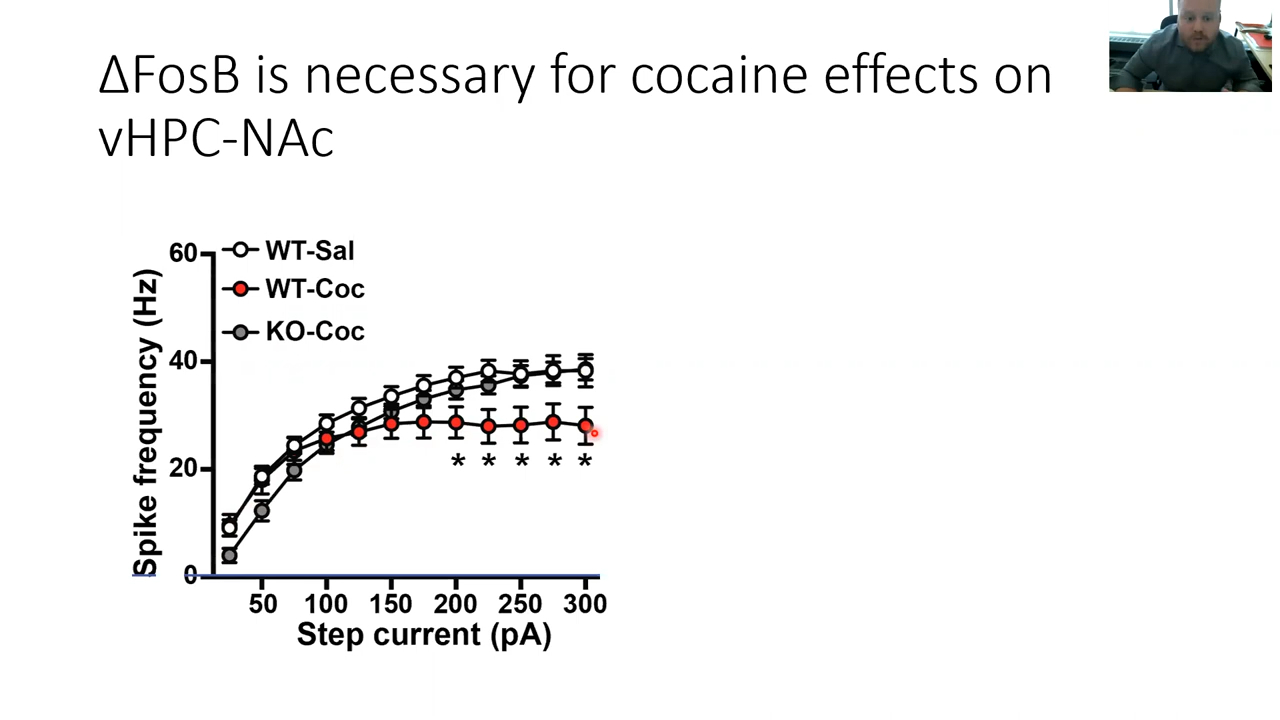 ΔFosB is necessary for cocaine effects on
vHPC-NAc
60
WT-Sal
WT-Coc
KO-Coc
40
20
0
Spike frequency (Hz)
* * * * *
50 100 150 200 250 300
Step current (pA)